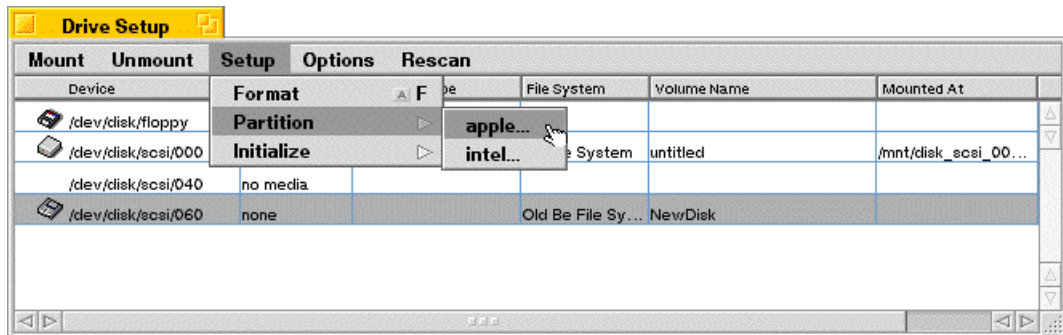 Drive Setup
Mount Unmount Setup Options Rescan
Device File System Volume Name Mounted At
Format F
/dev/disk/floppy
Partition
apple...
/dev/disk/scsi/000 Initialize
intel... System untitled /mnt/disk_scsi_00...
/dev/disk/scsi/040 no media
/dev/disk/scsi/060 none Old Be File Sy... NewDisk